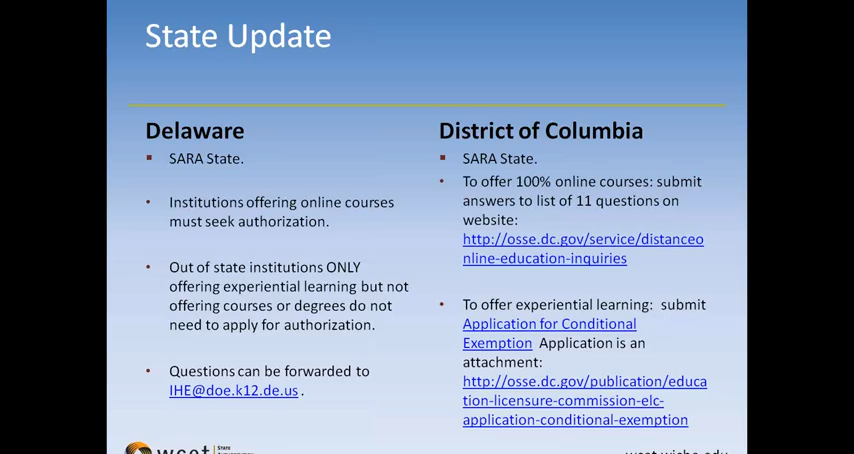 State Update
Delaware
▪ SARA State.
• Institutions offering online courses
must seek authorization.
• Out of state institutions ONLY
offering experiential learning but not
offering courses or degrees do not
need to apply for authorization.
• Questions can be forwarded to
IHE@doe.k12.de.us .
District of Columbia
▪ SARA State.
• To offer 100% online courses: submit
answers to list of 11 questions on
website:
http://osse.dc.gov/service/distanceo
nline-education-inquiries
• To offer experiential learning: submit
Application for Conditional
Exemption Application is an
attachment:
http://osse.dc.gov/publication/educa
tion-licensure-commission-elc-
application-conditional-exemption
wcet State
wcet.wiche.edu